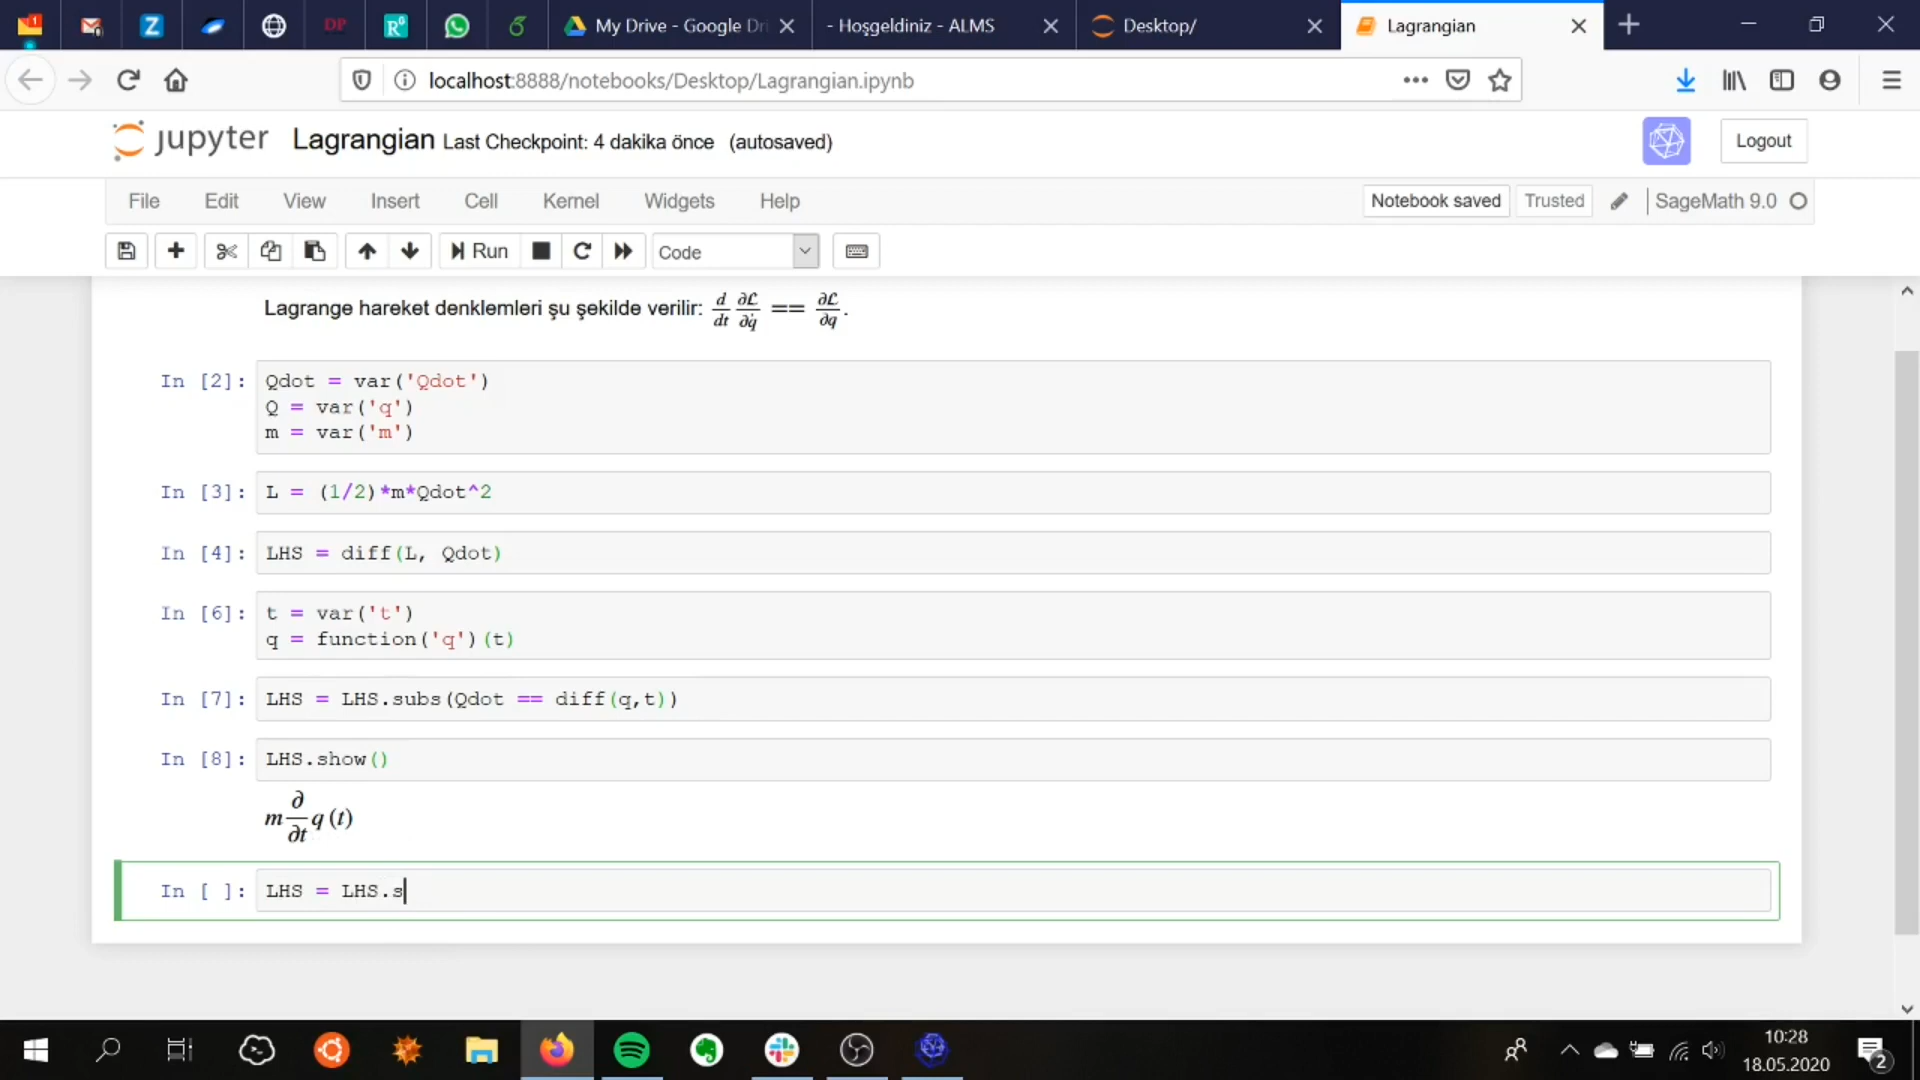 DP
My Drive - Google Dri
- Hoşgeldiniz - ALMS
Desktop/
Lagrangian
localhost:8888/notebooks/Desktop/Lagrangian.ipynb
jupyter Lagrangian Last Checkpoint: 4 dakika önce (autosaved)
Logout
File Edit View Insert Cell Kernel Widgets Help
Notebook saved Trusted SageMath 9.0
Run Code
Lagrange hareket denklemleri şu şekilde verilir: d/dt ∂ℒ/∂q̇ == ∂ℒ/∂q.
In [2]: Qdot = var('Qdot')
Q = var('q')
m = var('m')
In [3]: L = (1/2)*m*Qdot^2
In [4]: LHS = diff(L, Qdot)
In [6]: t = var('t')
q = function('q')(t)
In [7]: LHS = LHS.subs(Qdot == diff(q,t))
In [8]: LHS.show()
m ∂/∂t q (t)
In [ ]: LHS = LHS.s
10:28
18.05.2020
2